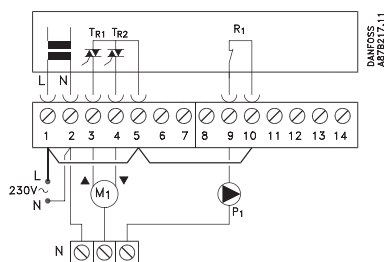 TR1 TR2 R1
DANFOSS
A87B217.11
L N
1 2 3 4 5 6 7 8 9 10 11 12 13 14
L
230V~
N
M1
P1
N